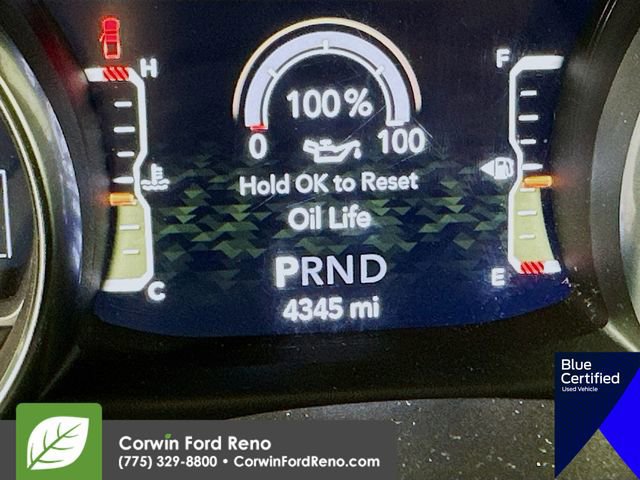 H
F
100%
0
100
Hold OK to Reset
Oil Life
PRND
C
E
4345 mi
Blue
Certified
Used Vehicle
Corwin Ford Reno
(775) 329-8800 • CorwinFordReno.com